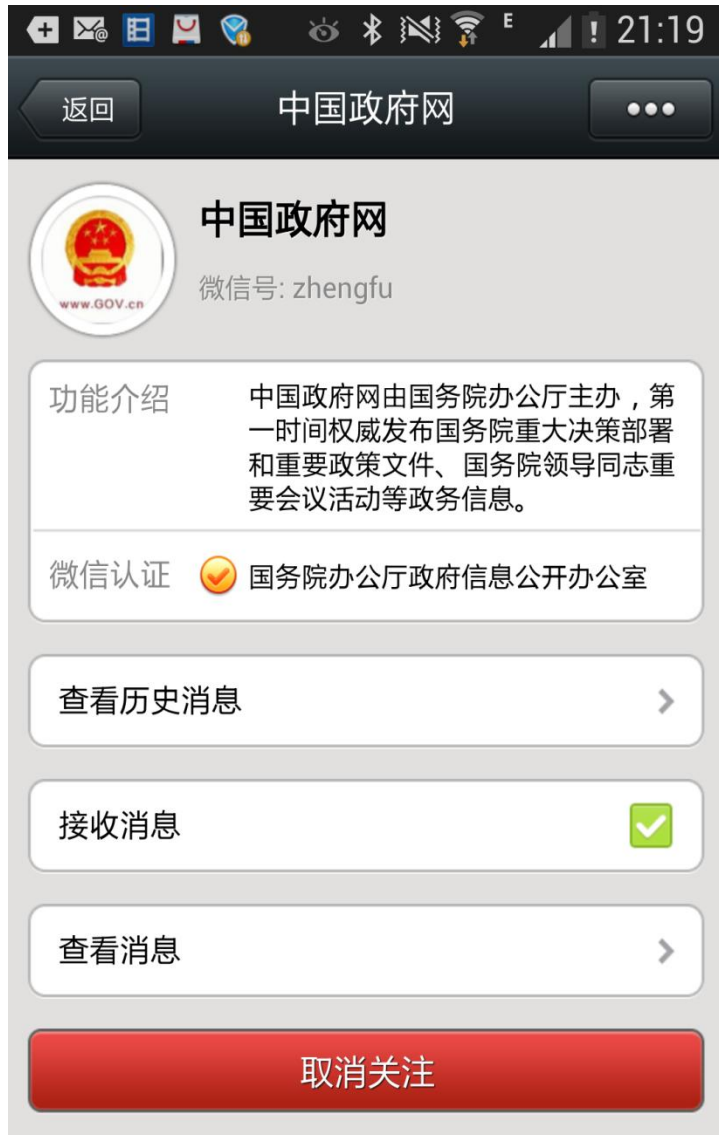 E 21:19
返回 中国政府网
中国政府网
www.GOV.cn
微信号: zhengfu
功能介绍 中国政府网由国务院办公厅主办，第
一时间权威发布国务院重大决策部署
和重要政策文件、国务院领导同志重
要会议活动等政务信息。
微信认证 国务院办公厅政府信息公开办公室
查看历史消息
接收消息
查看消息
取消关注